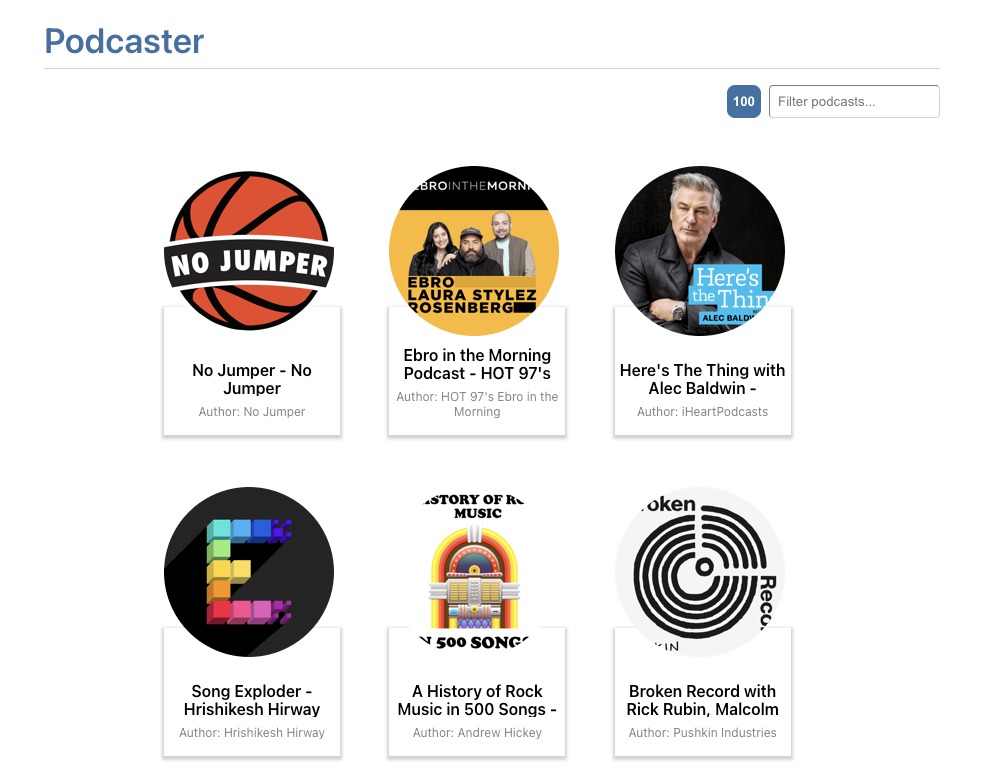 Podcaster
100
Filter podcasts...
NO JUMPER
No Jumper - No
Jumper
Author: No Jumper
EBROINTHEMORNI
EBRO
LAURA STYLEZ
ROSENBERG
Ebro in the Morning
Podcast - HOT 97's
Author: HOT 97's Ebro in the
Morning
Here's
the Thing
ALEC BALDW
Here's The Thing with
Alec Baldwin -
Author: iHeartPodcasts
E
Song Exploder -
Hrishikesh Hirway
Author: Hrishikesh Hirway
ISTORY OF RO
MUSIC
N 500 SONGS
A History of Rock
Music in 500 Songs -
Author: Andrew Hickey
roken
Reco
KIN
Broken Record with
Rick Rubin, Malcolm
Author: Pushkin Industries